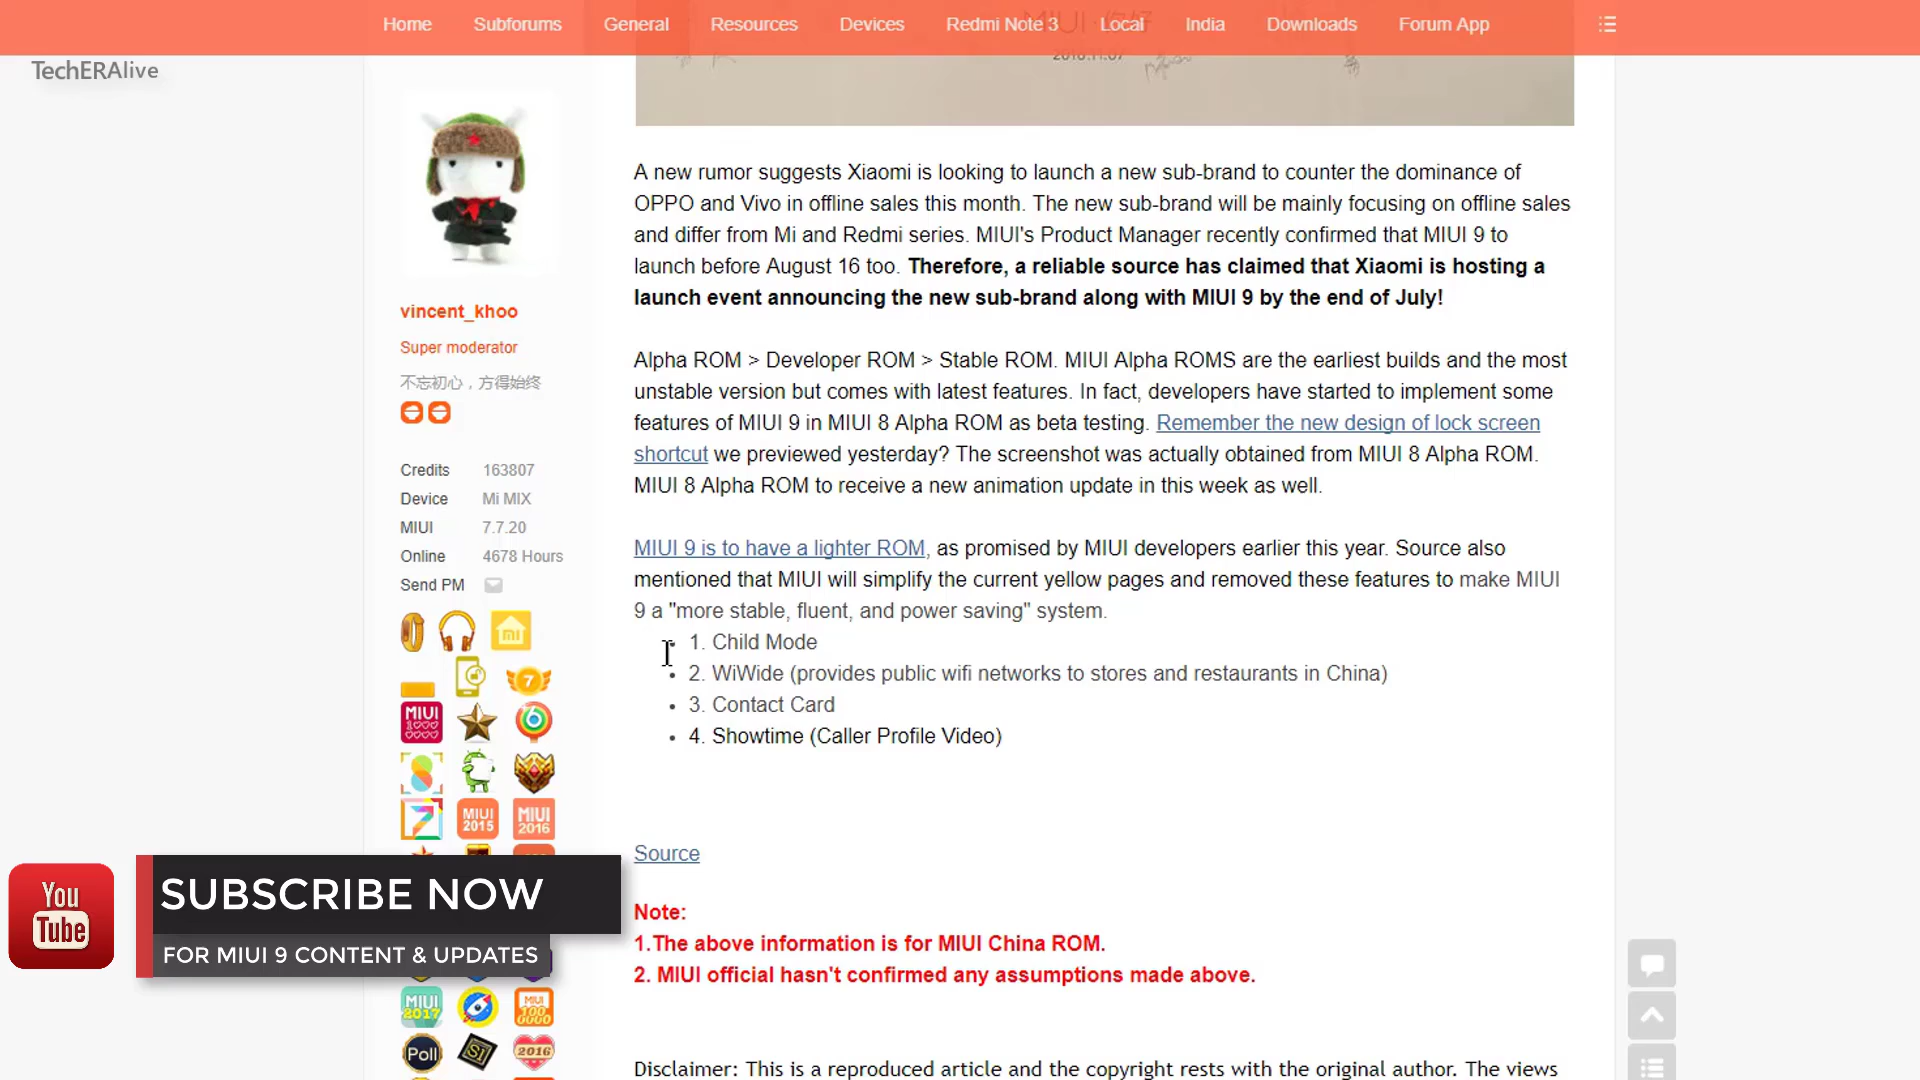 Home Subforums General Resources Devices Redmi Note 3 Local India Downloads Forum App
TechERAlive
2016.11.07
A new rumor suggests Xiaomi is looking to launch a new sub-brand to counter the dominance of
OPPO and Vivo in offline sales this month. The new sub-brand will be mainly focusing on offline sales
and differ from Mi and Redmi series. MIUI's Product Manager recently confirmed that MIUI 9 to
launch before August 16 too. Therefore, a reliable source has claimed that Xiaomi is hosting a
launch event announcing the new sub-brand along with MIUI 9 by the end of July!
vincent_khoo
Super moderator
不忘初心，方得始终
Credits 163807
Device Mi MIX
MIUI 7.7.20
Online 4678 Hours
Send PM
Alpha ROM > Developer ROM > Stable ROM. MIUI Alpha ROMS are the earliest builds and the most
unstable version but comes with latest features. In fact, developers have started to implement some
features of MIUI 9 in MIUI 8 Alpha ROM as beta testing. Remember the new design of lock screen
shortcut we previewed yesterday? The screenshot was actually obtained from MIUI 8 Alpha ROM.
MIUI 8 Alpha ROM to receive a new animation update in this week as well.
MIUI 9 is to have a lighter ROM, as promised by MIUI developers earlier this year. Source also
mentioned that MIUI will simplify the current yellow pages and removed these features to make MIUI
9 a "more stable, fluent, and power saving" system.
• 1. Child Mode
• 2. WiWide (provides public wifi networks to stores and restaurants in China)
• 3. Contact Card
• 4. Showtime (Caller Profile Video)
mi
7
MIUI
6
8
7
MIUI 2015
MIUI 2016
Source
You Tube
SUBSCRIBE NOW
FOR MIUI 9 CONTENT & UPDATES
Note:
1.The above information is for MIUI China ROM.
2. MIUI official hasn't confirmed any assumptions made above.
MIUI 2017
MIUI 100 0000
Poll
2016
Disclaimer: This is a reproduced article and the copyright rests with the original author. The views